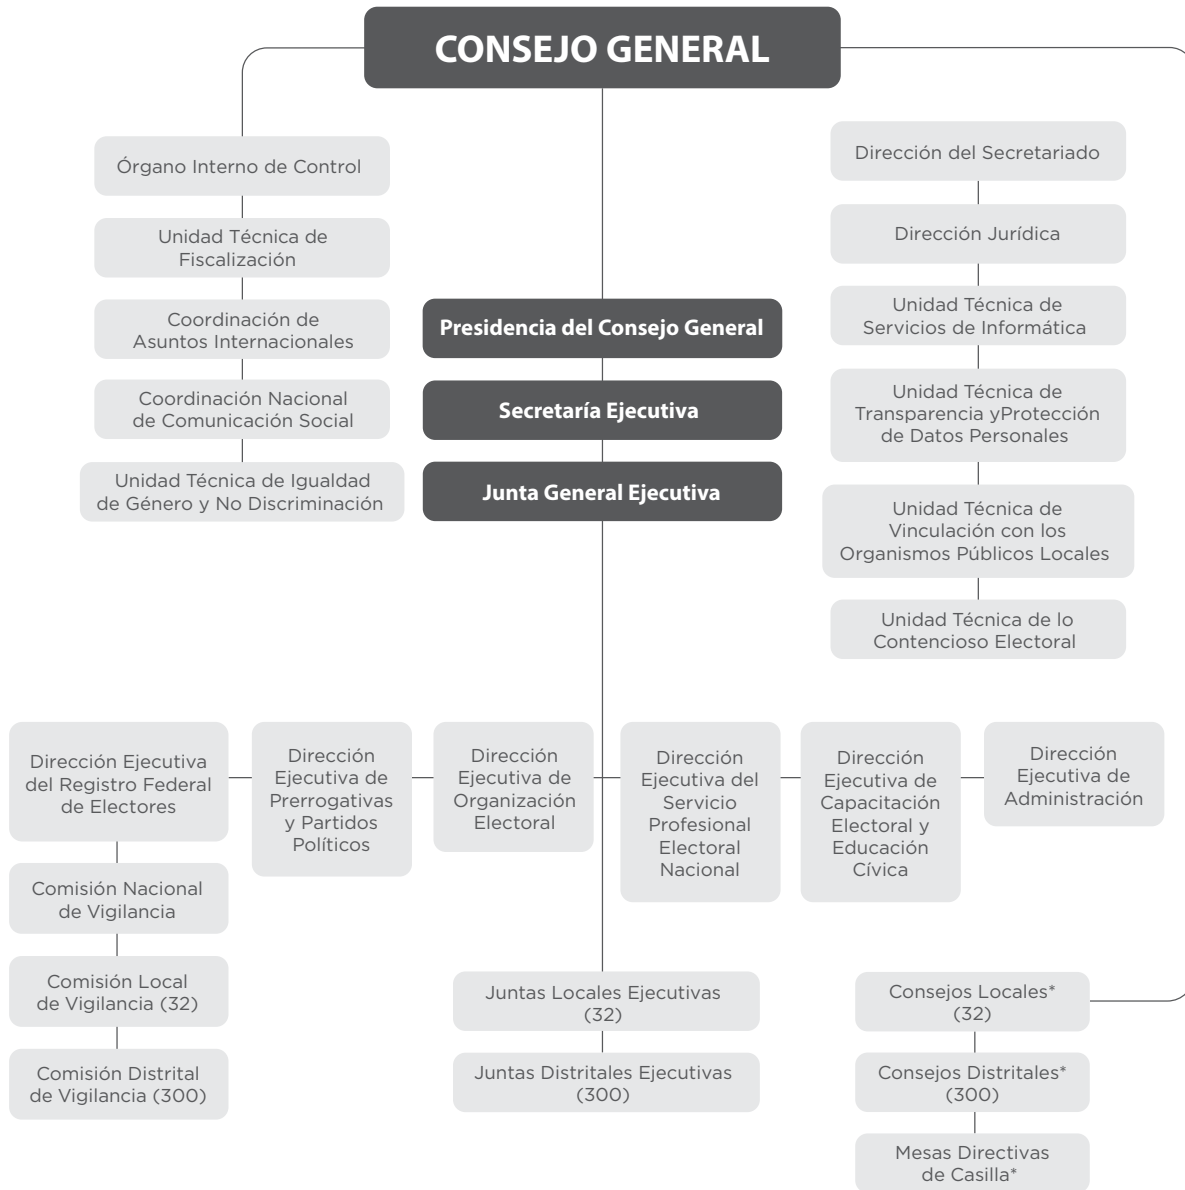 CONSEJO GENERAL
Órgano Interno de Control
Unidad Técnica de
Fiscalización
Coordinación de
Asuntos Internacionales
Coordinación Nacional
de Comunicación Social
Unidad Técnica de Igualdad
de Género y No Discriminación
Presidencia del Consejo General
Secretaría Ejecutiva
Junta General Ejecutiva
Dirección del Secretariado
Dirección Jurídica
Unidad Técnica de
Servicios de Informática
Unidad Técnica de
Transparencia yProtección
de Datos Personales
Unidad Técnica de
Vinculación con los
Organismos Públicos Locales
Unidad Técnica de lo
Contencioso Electoral
Dirección Ejecutiva
del Registro Federal
de Electores
Dirección
Ejecutiva de
Prerrogativas
y Partidos
Políticos
Dirección
Ejecutiva de
Organización
Electoral
Dirección
Ejecutiva del
Servicio
Profesional
Electoral
Nacional
Dirección
Ejecutiva de
Capacitación
Electoral y
Educación
Cívica
Dirección
Ejecutiva de
Administración
Comisión Nacional
de Vigilancia
Comisión Local
de Vigilancia (32)
Comisión Distrital
de Vigilancia (300)
Juntas Locales Ejecutivas
(32)
Juntas Distritales Ejecutivas
(300)
Consejos Locales*
(32)
Consejos Distritales*
(300)
Mesas Directivas
de Casilla*